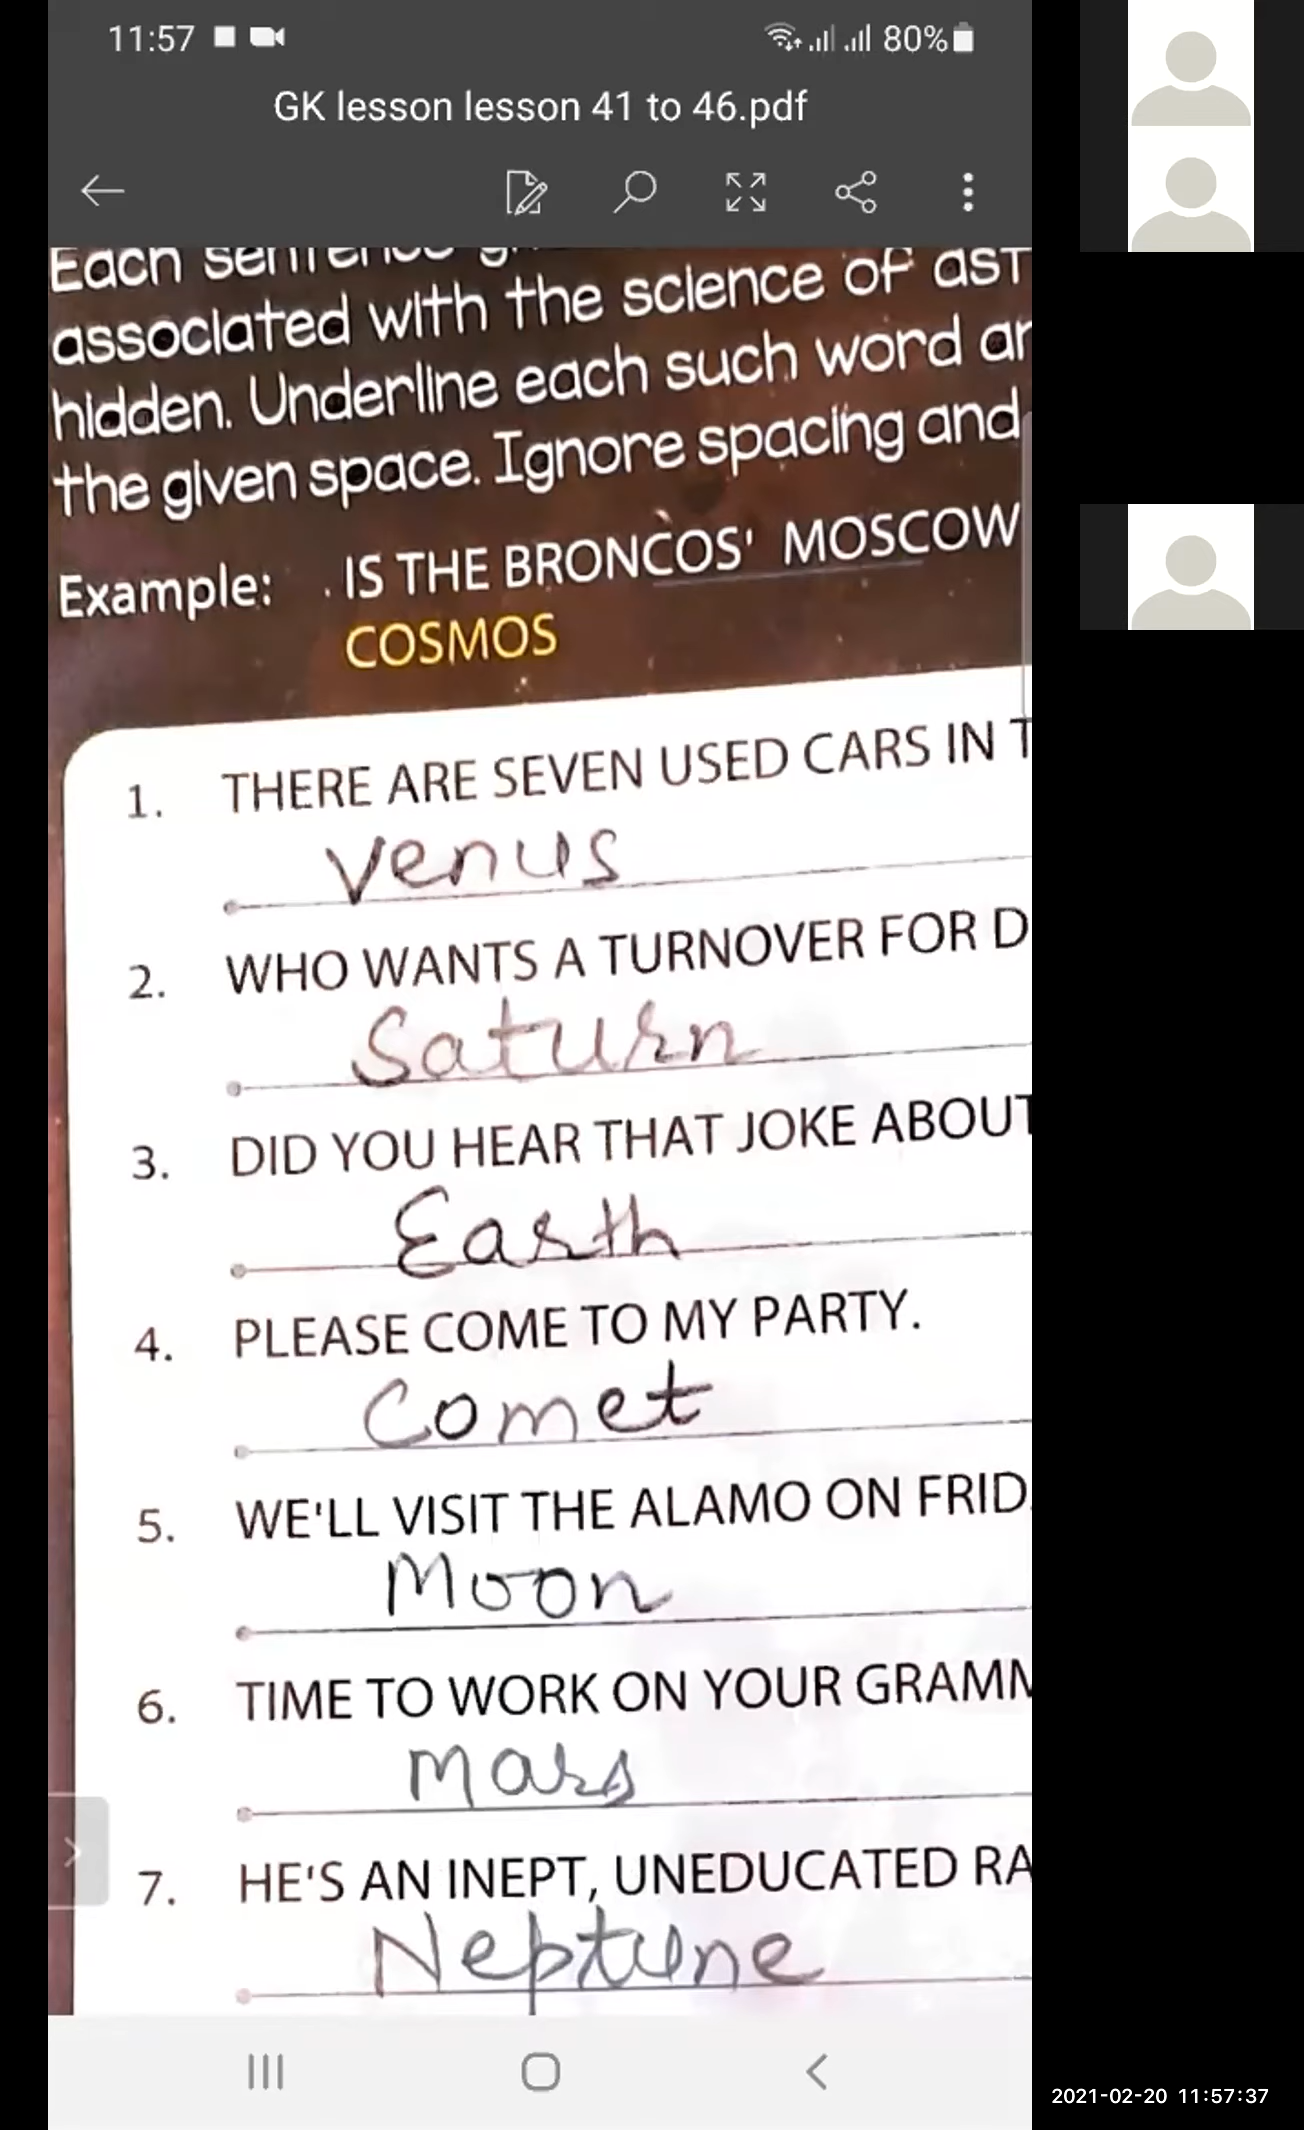 11:57 80%
GK lesson lesson 41 to 46.pdf
Each sentence
associated with the science of ast
hidden. Underline each such word an
the given space. Ignore spacing and
Example: . IS THE BRONCOS' MOSCOW
COSMOS
1. THERE ARE SEVEN USED CARS IN T
Venus
2. WHO WANTS A TURNOVER FOR D
Saturn
3. DID YOU HEAR THAT JOKE ABOUT
Earth
4. PLEASE COME TO MY PARTY.
Comet
5. WE'LL VISIT THE ALAMO ON FRID
Moon
6. TIME TO WORK ON YOUR GRAMM
Mars
7. HE'S AN INEPT, UNEDUCATED RA
Neptune
2021-02-20 11:57:37